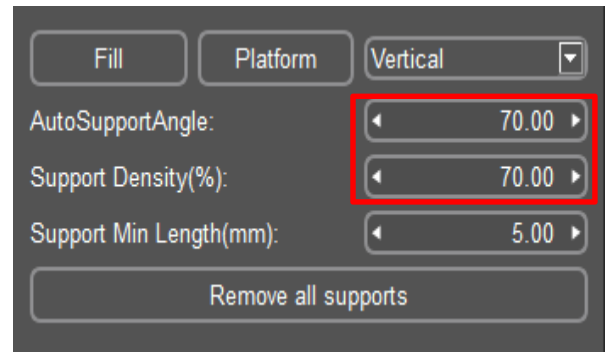 Fill Platform Vertical
AutoSupportAngle: 70.00
Support Density(%): 70.00
Support Min Length(mm): 5.00
Remove all supports